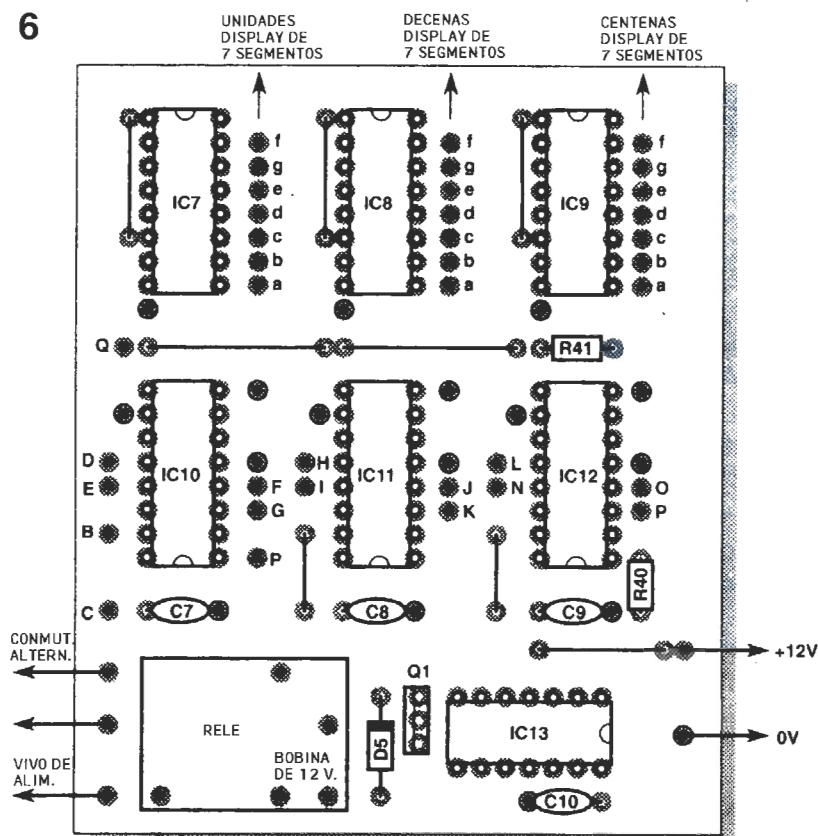 6
UNIDADES
DISPLAY DE
7 SEGMENTOS
DECENAS
DISPLAY DE
7 SEGMENTOS
CENTENAS
DISPLAY DE
7 SEGMENTOS
IC7
f
g
e
d
c
b
a
IC8
f
g
e
d
c
b
a
IC9
f
g
e
d
c
b
a
Q
R41
D
E
B
C
IC10
F
G
P
H
I
IC11
J
K
L
N
IC12
O
P
R40
C7
C8
C9
CONMUT.
ALTERN.
+12V
RELE
BOBINA
DE 12 V.
VIVO DE
ALIM.
D5
Q1
IC13
0V
C10